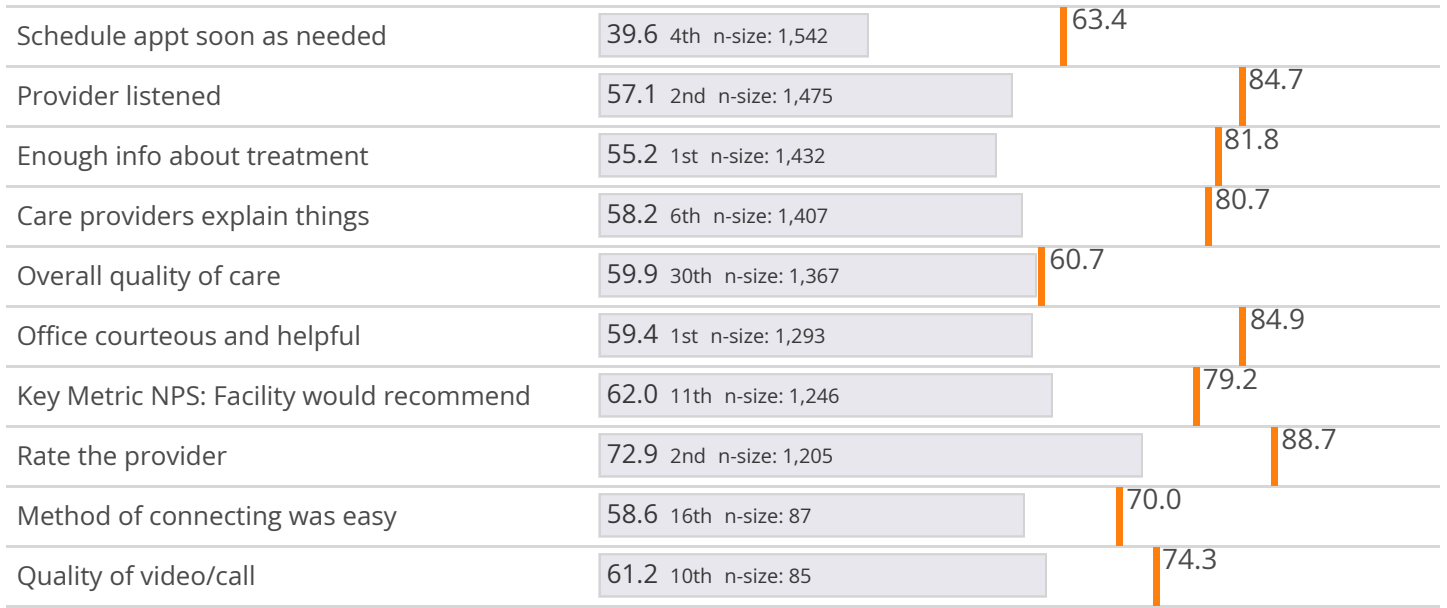 Schedule appt soon as needed 39.6 4th n-size: 1,542 63.4
Provider listened 57.1 2nd n-size: 1,475 84.7
Enough info about treatment 55.2 1st n-size: 1,432 81.8
Care providers explain things 58.2 6th n-size: 1,407 80.7
Overall quality of care 59.9 30th n-size: 1,367 60.7
Office courteous and helpful 59.4 1st n-size: 1,293 84.9
Key Metric NPS: Facility would recommend 62.0 11th n-size: 1,246 79.2
Rate the provider 72.9 2nd n-size: 1,205 88.7
Method of connecting was easy 58.6 16th n-size: 87 70.0
Quality of video/call 61.2 10th n-size: 85 74.3